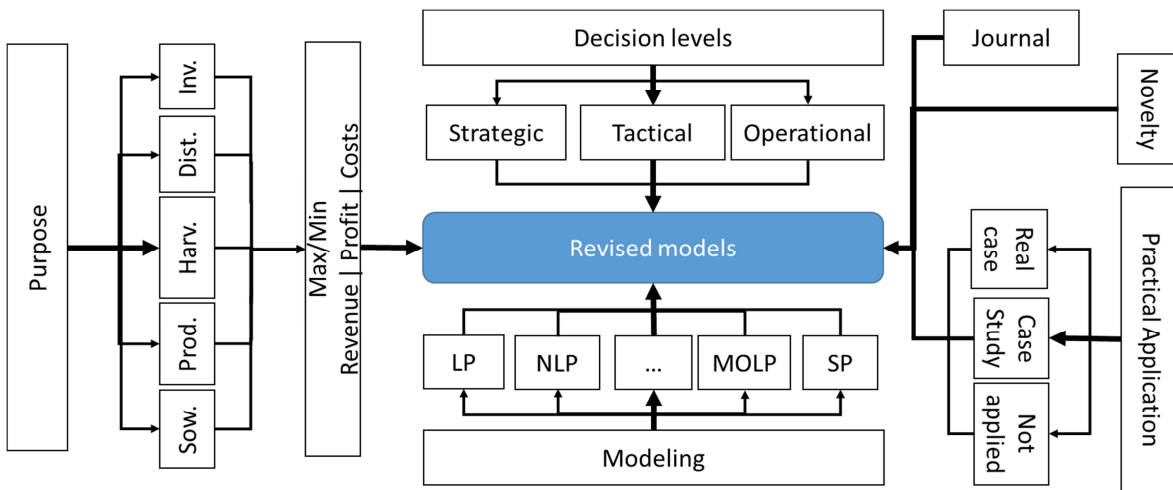 Purpose
Inv.
Dist.
Harv.
Prod.
Sow.
Max/Min
Revenue | Profit | Costs
Decision levels
Strategic
Tactical
Operational
Revised models
LP
NLP
...
MOLP
SP
Modeling
Journal
Novelty
Real
case
Case
Study
Not
applied
Practical Application